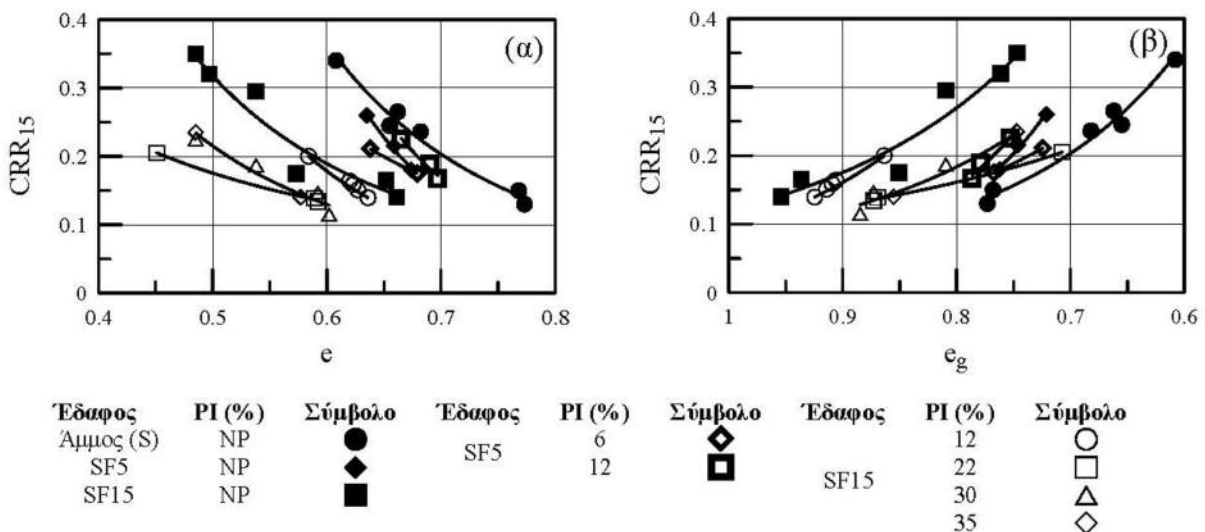 (α)
0.4
0.3
0.2
0.1
0
CRR15
0.4 0.5 0.6 0.7 0.8
e
(β)
0.4
0.3
0.2
0.1
0
CRR15
1 0.9 0.8 0.7 0.6
eg
Έδαφος PI (%) Σύμβολο Έδαφος PI (%) Σύμβολο Έδαφος PI (%) Σύμβολο
Άμμος (S) NP 6 12
SF5
SF5 NP 12 22
SF15
SF15 NP 30
35